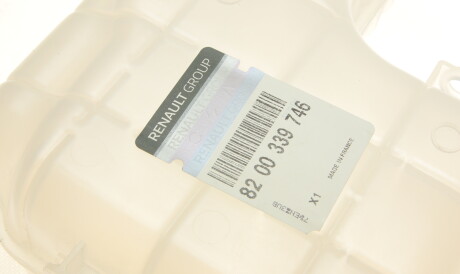 RENAULT GROUP
82 00 339 746
X1
MADE IN FRANCE